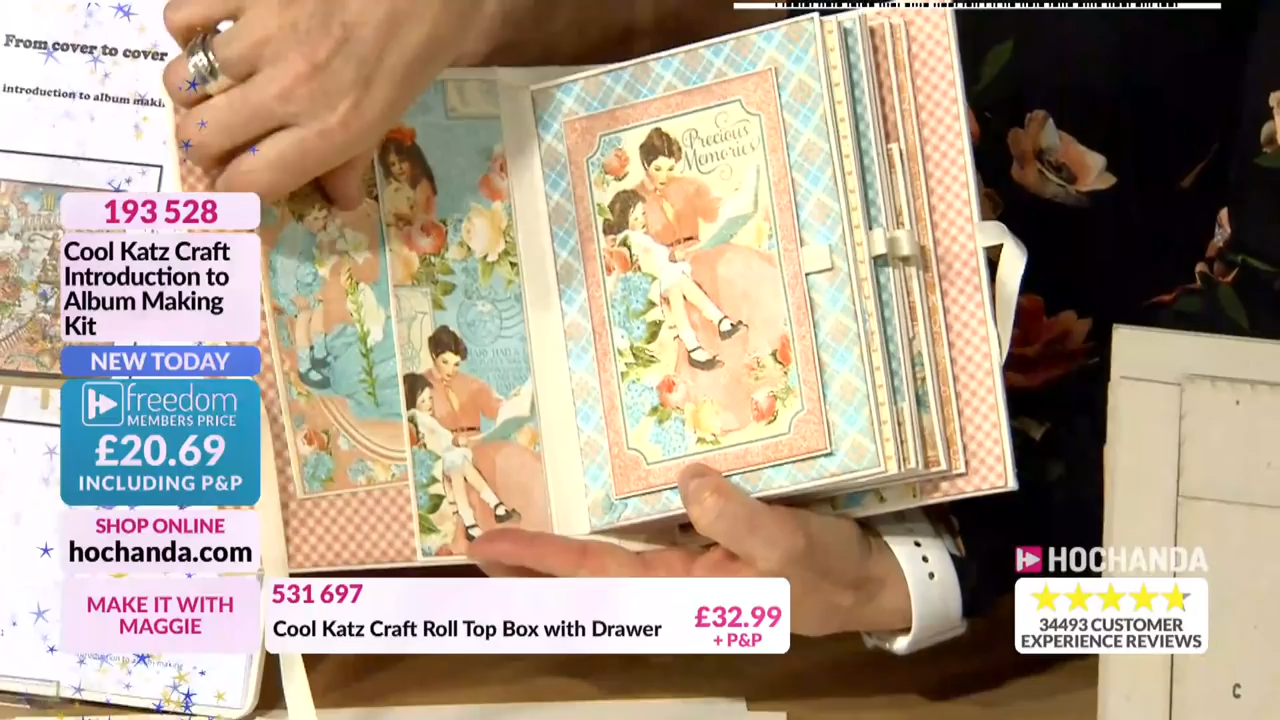 From cover to cover
introduction to album maki
Precious
Memories
193 528
Cool Katz Craft
Introduction to
Album Making
Kit
NEW TODAY
freedom
MEMBERS PRICE
£20.69
INCLUDING P&P
SHOP ONLINE
hochanda.com
MAKE IT WITH
MAGGIE
531 697
Cool Katz Craft Roll Top Box with Drawer
£32.99
+ P&P
HOCHANDA
34493 CUSTOMER
EXPERIENCE REVIEWS
C